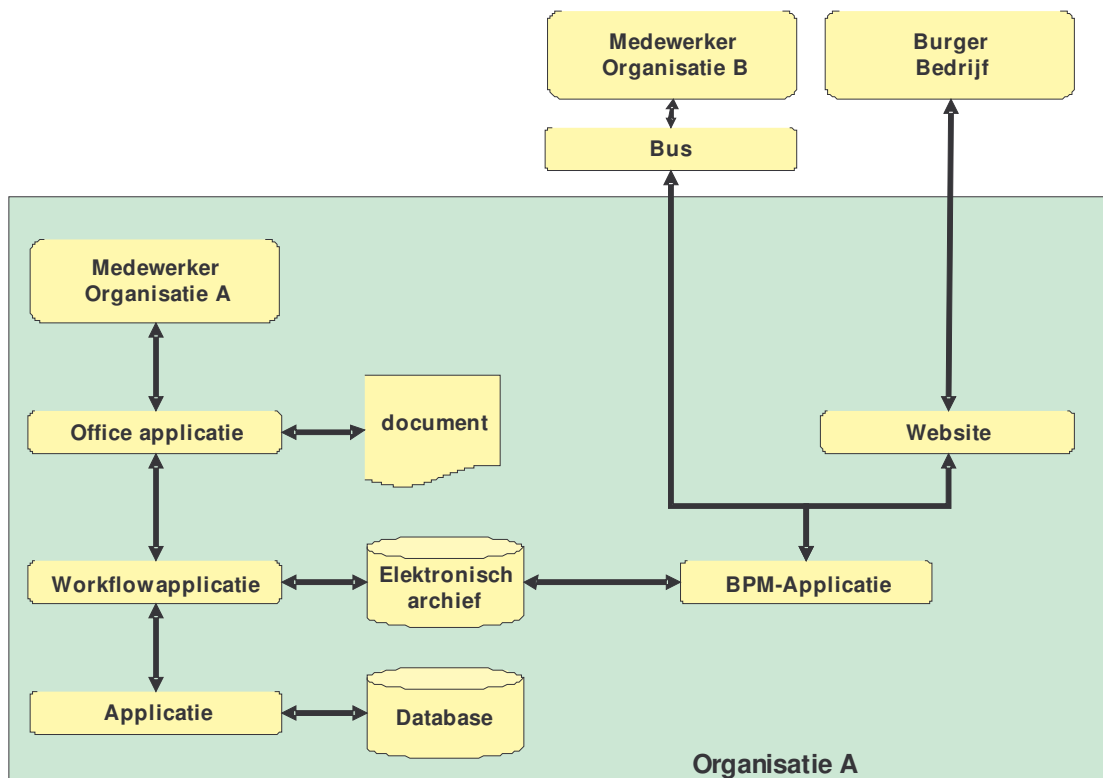 Medewerker
Organisatie B
Burger
Bedrijf
Bus
Medewerker
Organisatie A
Office applicatie
document
Website
Workflowapplicatie
Elektronisch
archief
BPM-Applicatie
Applicatie
Database
Organisatie A